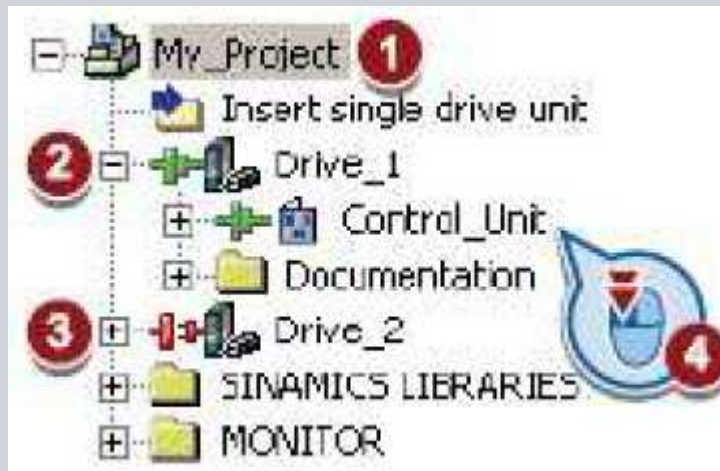 My_Project 1
Insert single drive unit
2 Drive_1
Control_Unit
Documentation
3 Drive_2
4
SINAMICS LIBRARIES
MONITOR